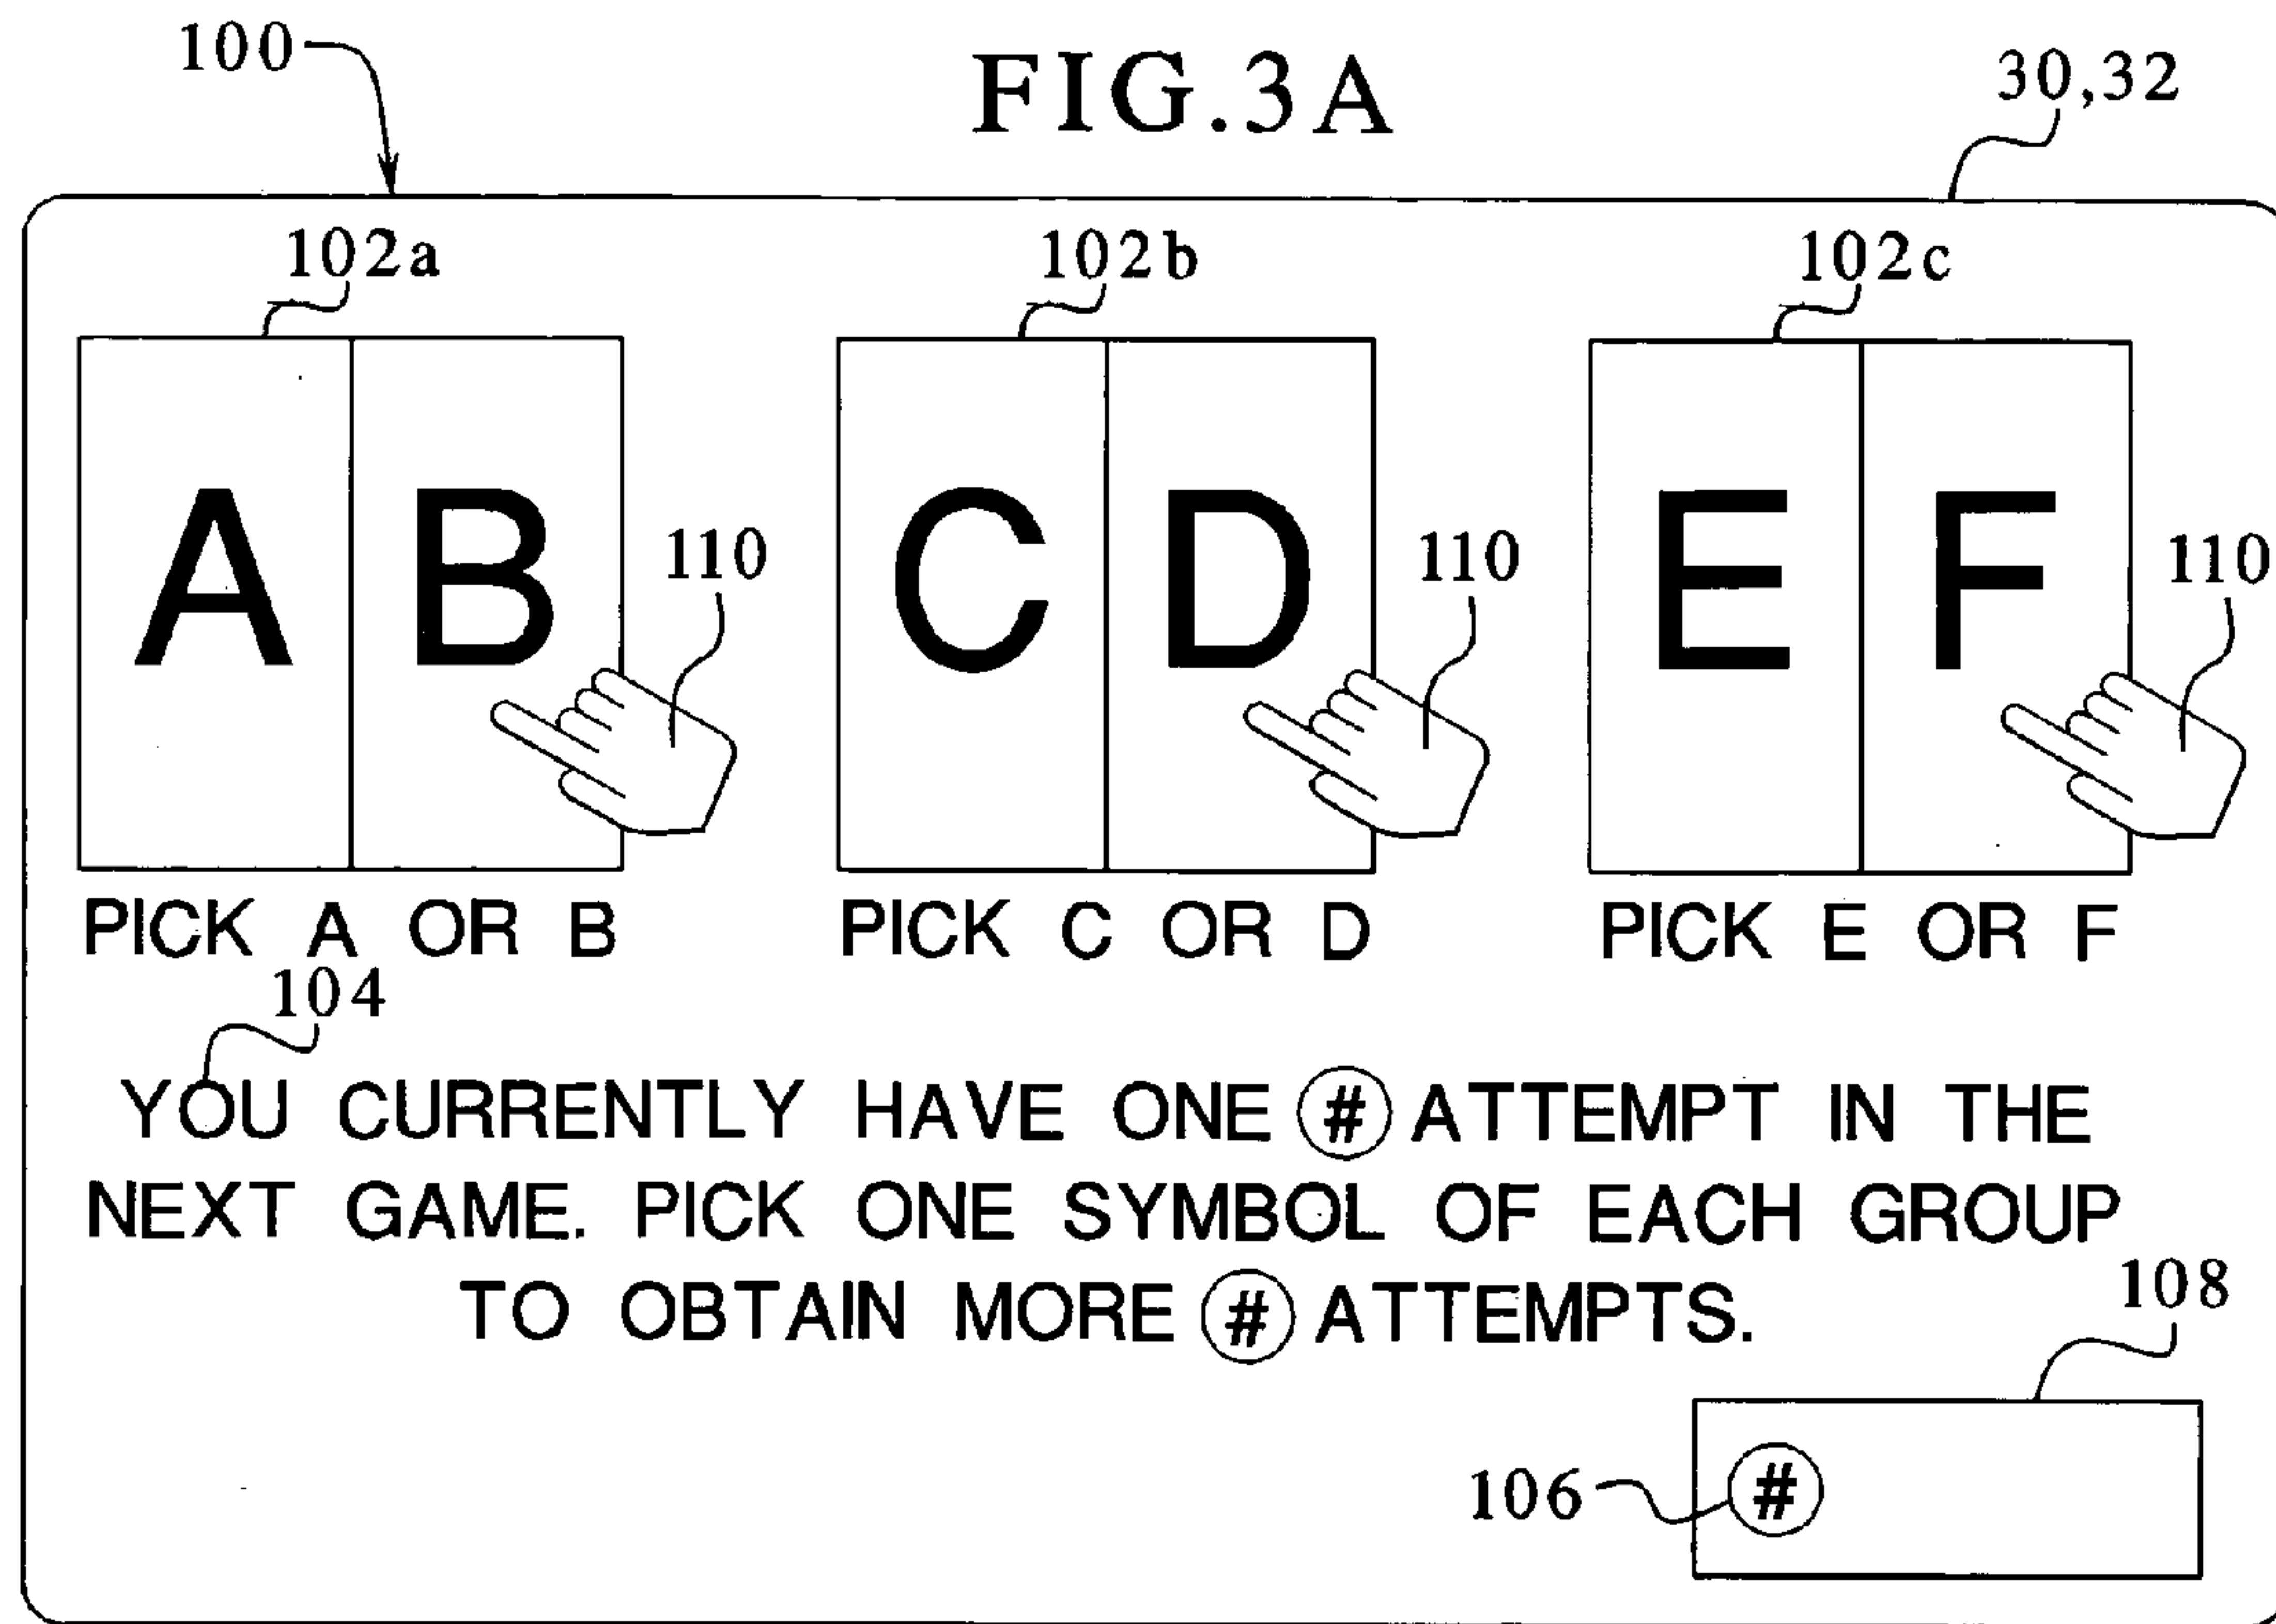 100
FIG.3A
30,32
102a 102b 102c
A B C D E F
110 110 110
PICK A OR B PICK C OR D PICK E OR F
104
YOU CURRENTLY HAVE ONE # ATTEMPT IN THE
NEXT GAME. PICK ONE SYMBOL OF EACH GROUP
TO OBTAIN MORE # ATTEMPTS.
108
106 #